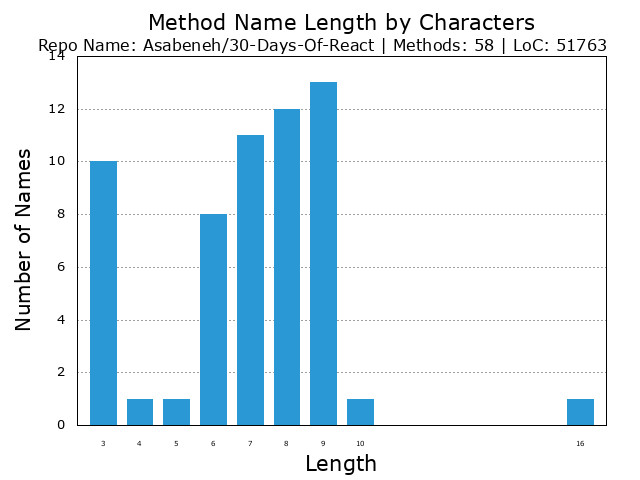 Method Name Length by Characters
Repo Name: Asabeneh/30-Days-Of-React | Methods: 58 | LoC: 51763
14
12
10
8
6
4
2
0
Number of Names
3 4 5 6 7 8 9 10 16
Length